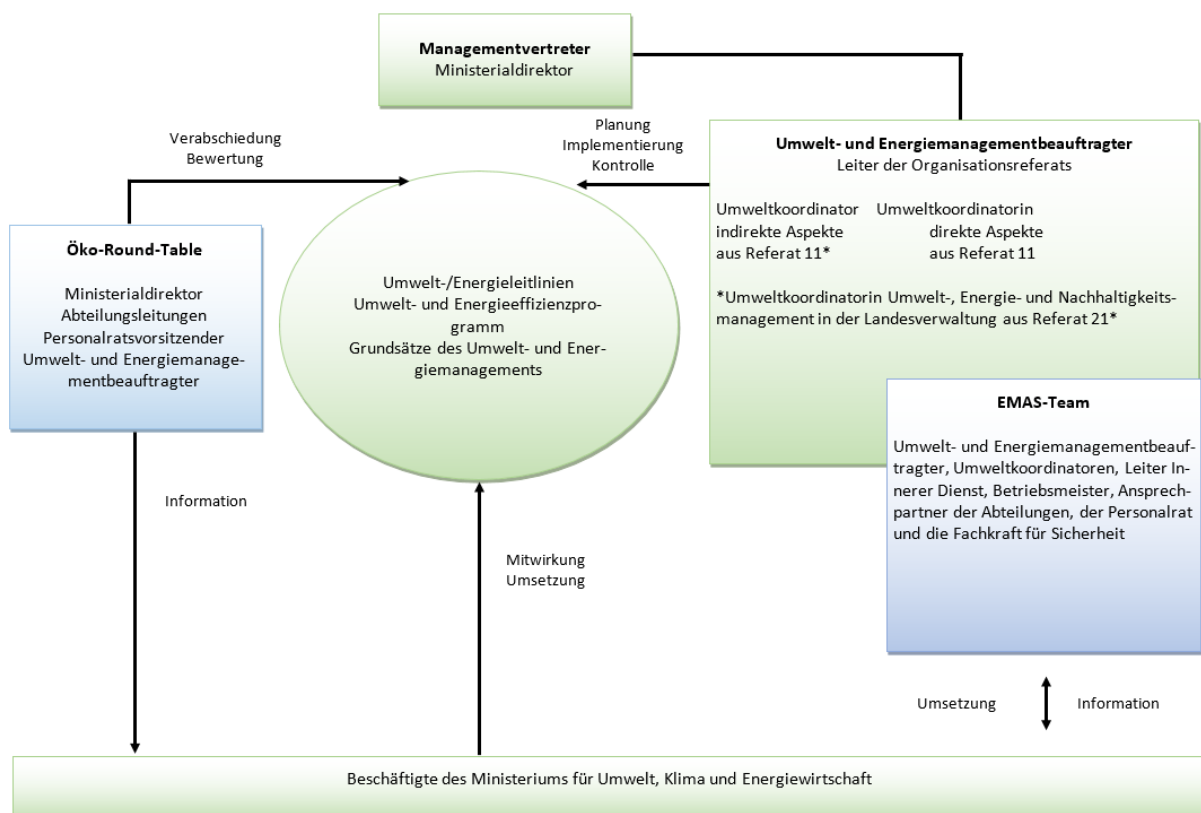 Managementvertreter
Ministerialdirektor
Verabschiedung
Bewertung
Planung
Implementierung
Kontrolle
Umwelt- und Energiemanagementbeauftragter
Leiter der Organisationsreferats
Umweltkoordinator Umweltkoordinatorin
indirekte Aspekte direkte Aspekte
aus Referat 11* aus Referat 11
*Umweltkoordinatorin Umwelt-, Energie- und Nachhaltigkeits-
management in der Landesverwaltung aus Referat 21*
Öko-Round-Table
Ministerialdirektor
Abteilungsleitungen
Personalratsvorsitzender
Umwelt- und Energiemanage-
mentbeauftragter
Umwelt-/Energieleitlinien
Umwelt- und Energieeffizienzpro-
gramm
Grundsätze des Umwelt- und Ener-
giemanagements
EMAS-Team
Umwelt- und Energiemanagementbeauf-
tragter, Umweltkoordinatoren, Leiter In-
nerer Dienst, Betriebsmeister, Ansprech-
partner der Abteilungen, der Personalrat
und die Fachkraft für Sicherheit
Information
Mitwirkung
Umsetzung
Umsetzung Information
Beschäftigte des Ministeriums für Umwelt, Klima und Energiewirtschaft